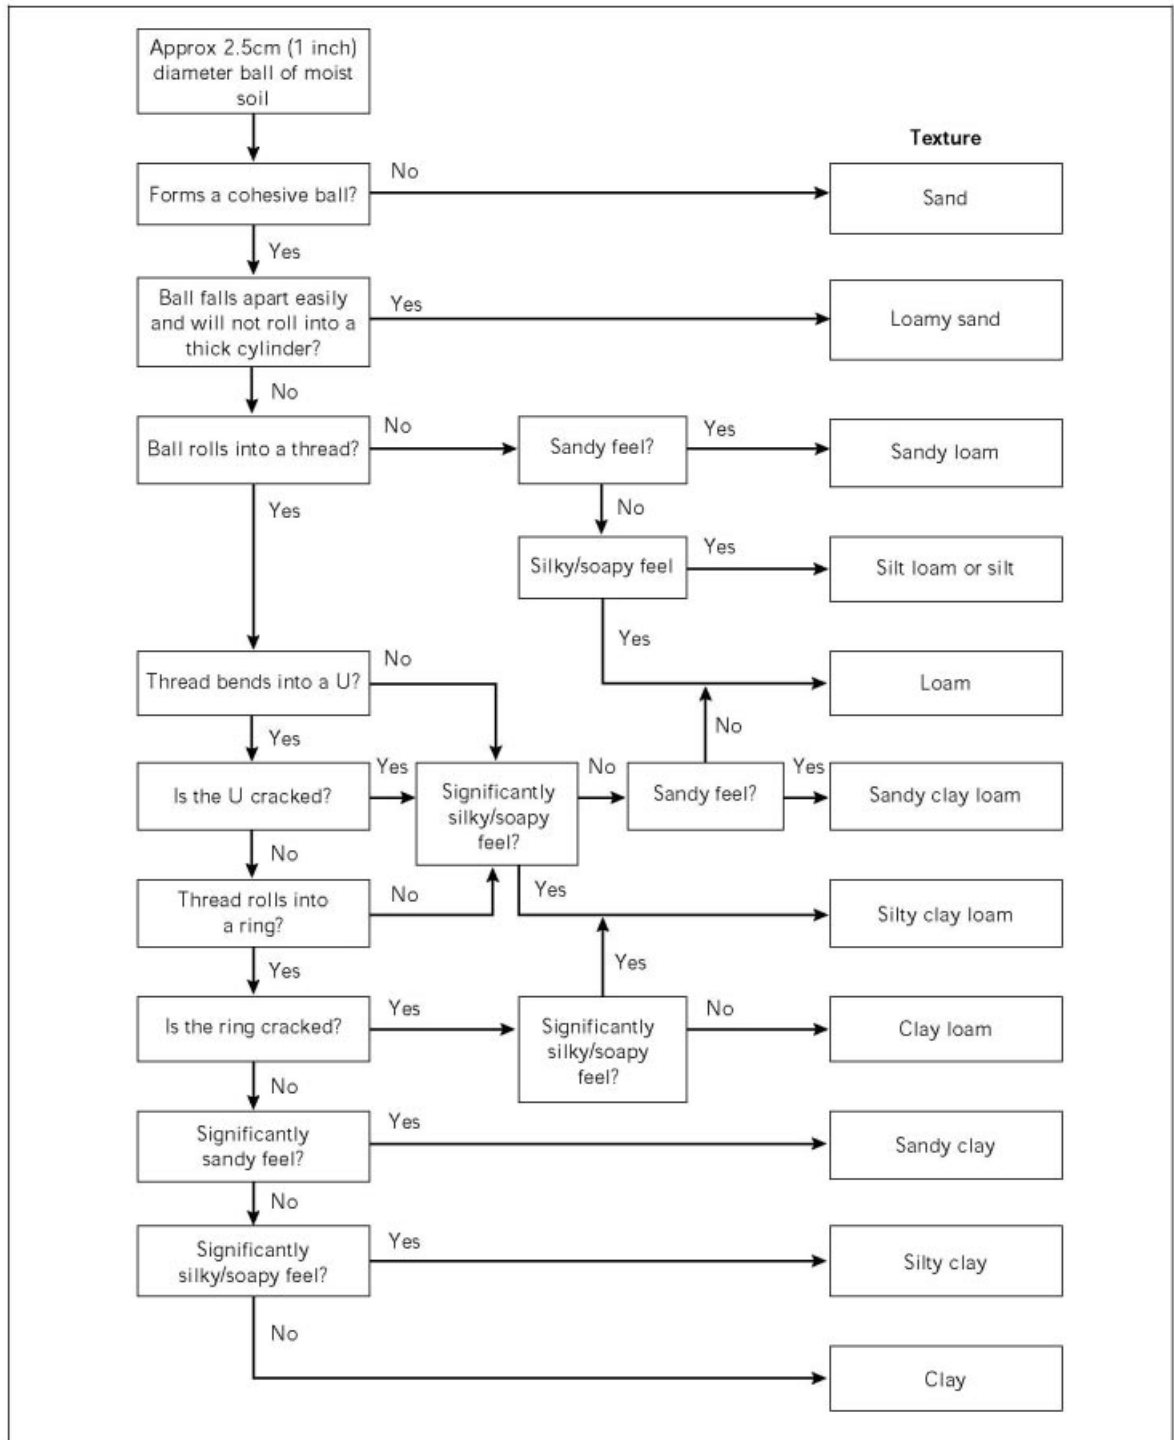 Approx 2.5cm (1 inch)
diameter ball of moist
soil
Texture
Forms a cohesive ball?
No
Sand
Yes
Ball falls apart easily
and will not roll into a
thick cylinder?
Yes
Loamy sand
No
Ball rolls into a thread?
No
Sandy feel?
Yes
Sandy loam
Yes
No
Silky/soapy feel
Yes
Silt loam or silt
Yes
Thread bends into a U?
No
Loam
Yes
No
Is the U cracked?
Yes
Significantly
silky/soapy
feel?
No
Sandy feel?
Yes
Sandy clay loam
No
Thread rolls into
a ring?
No
Yes
Silty clay loam
Yes
Yes
Is the ring cracked?
Yes
Significantly
silky/soapy
feel?
No
Clay loam
No
Significantly
sandy feel?
Yes
Sandy clay
No
Significantly
silky/soapy feel?
Yes
Silty clay
No
Clay